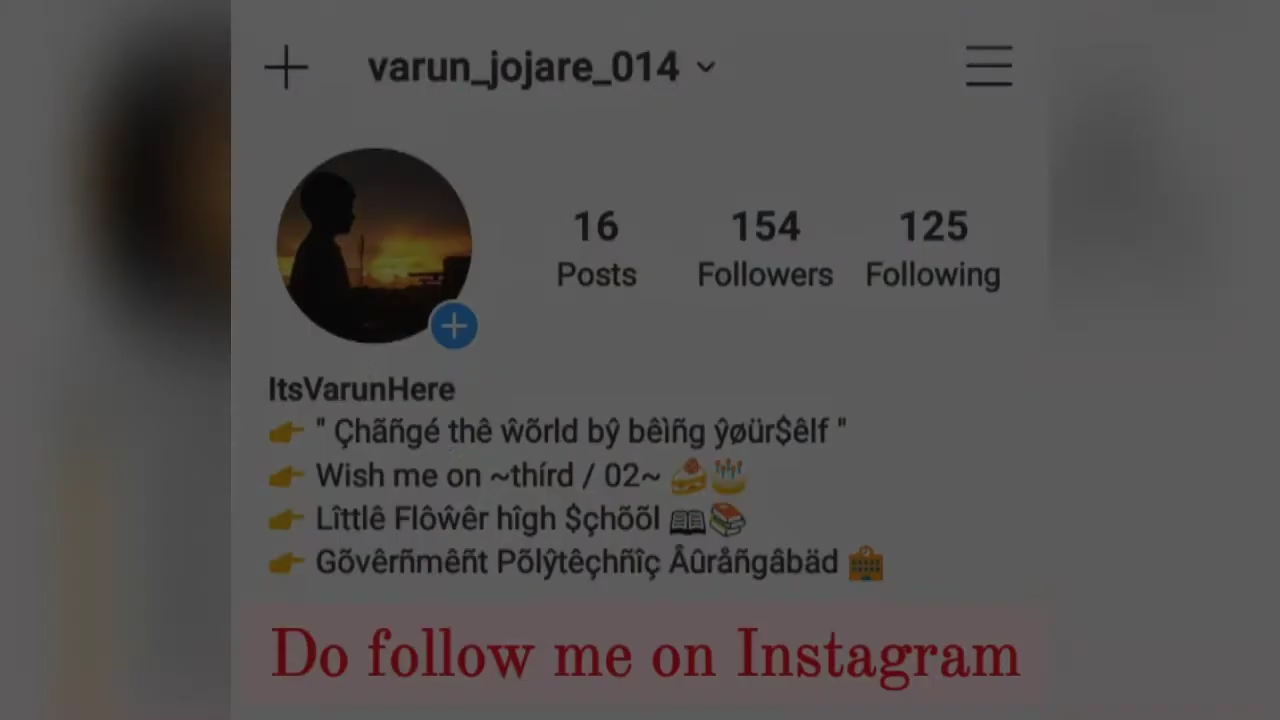 varun_jojare_014
16 154 125
Posts Followers Following
ItsVarunHere
👉 " Çhãñgé thê ŵõrld bŷ bêìñg ŷøür$êlf "
👉 Wish me on ~thírd / 02~ 🍰🎂
👉 Lîttlê Flôŵêr hîgh $çhõõl 📖📚
👉 Gõvêrñmêñt Põlŷtêçhñîç Âûråñgâbäd 🏫
Do follow me on Instagram